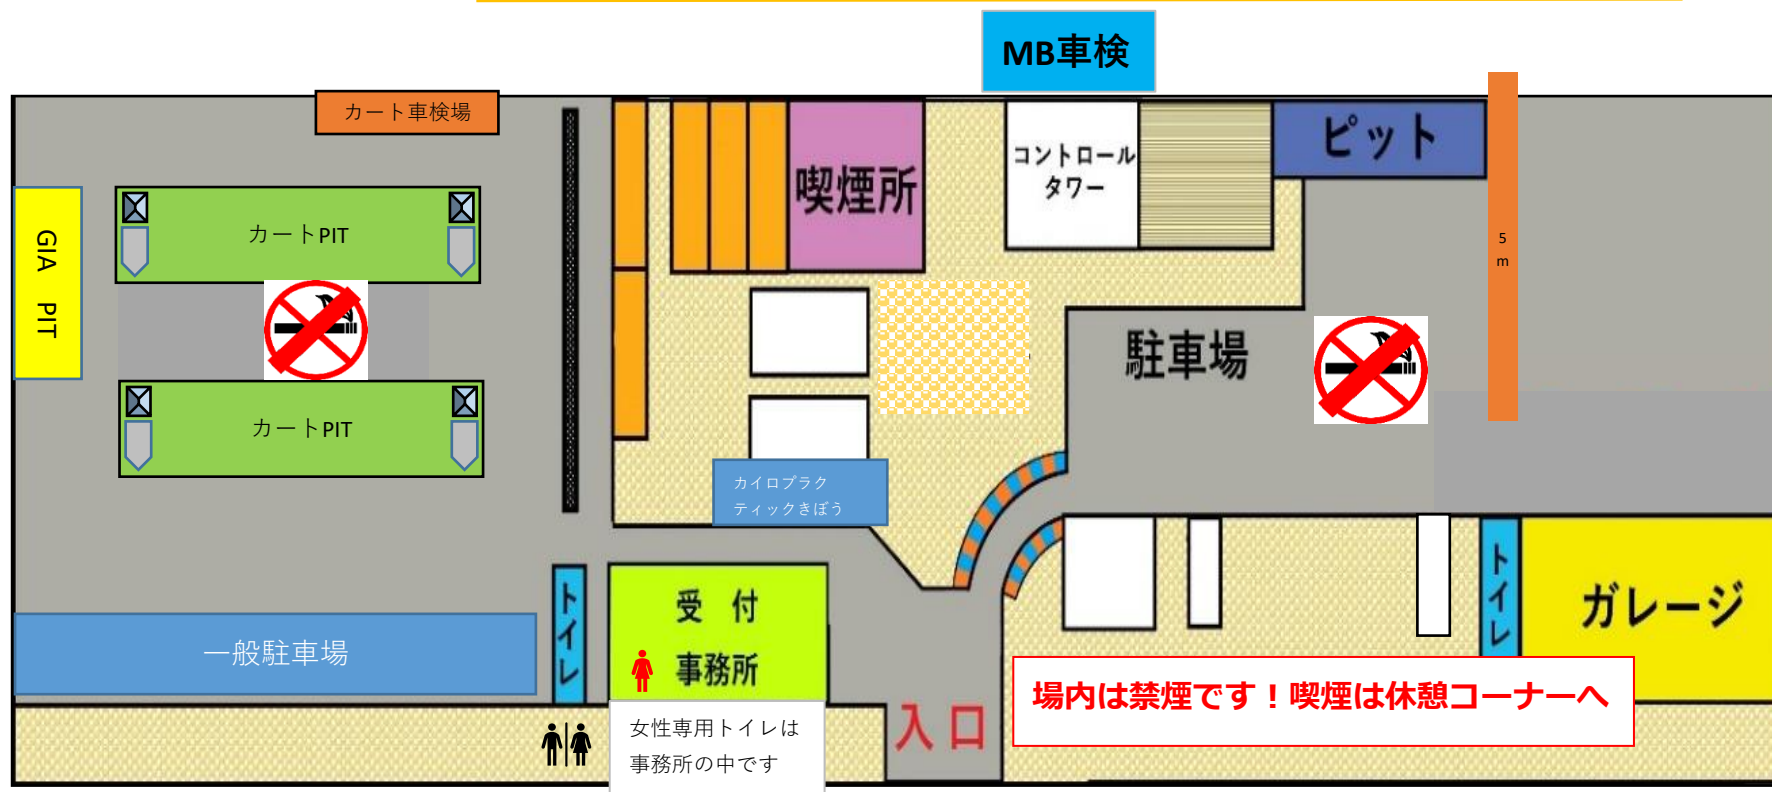 MB車検
カート車検場
喫煙所
コントロール
タワー
ピット
GIA PIT
カートPIT
5
m
駐車場
カートPIT
カイロプラク
ティックきぼう
トイレ
受 付
事務所
一般駐車場
トイレ
ガレージ
場内は禁煙です！喫煙は休憩コーナーへ
入口
女性専用トイレは
事務所の中です